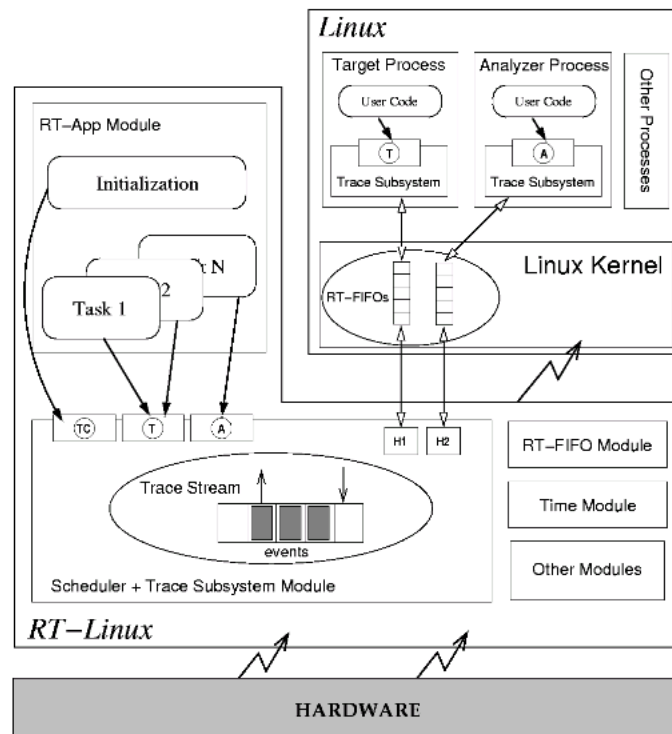 Linux
Target Process
Analyzer Process
Other Processes
User Code
User Code
T
A
Trace Subsystem
Trace Subsystem
RT-App Module
Initialization
N
2
Task 1
Linux Kernel
RT-FIFOs
TC
T
A
H1
H2
RT-FIFO Module
Trace Stream
Time Module
events
Other Modules
Scheduler + Trace Subsystem Module
RT-Linux
HARDWARE